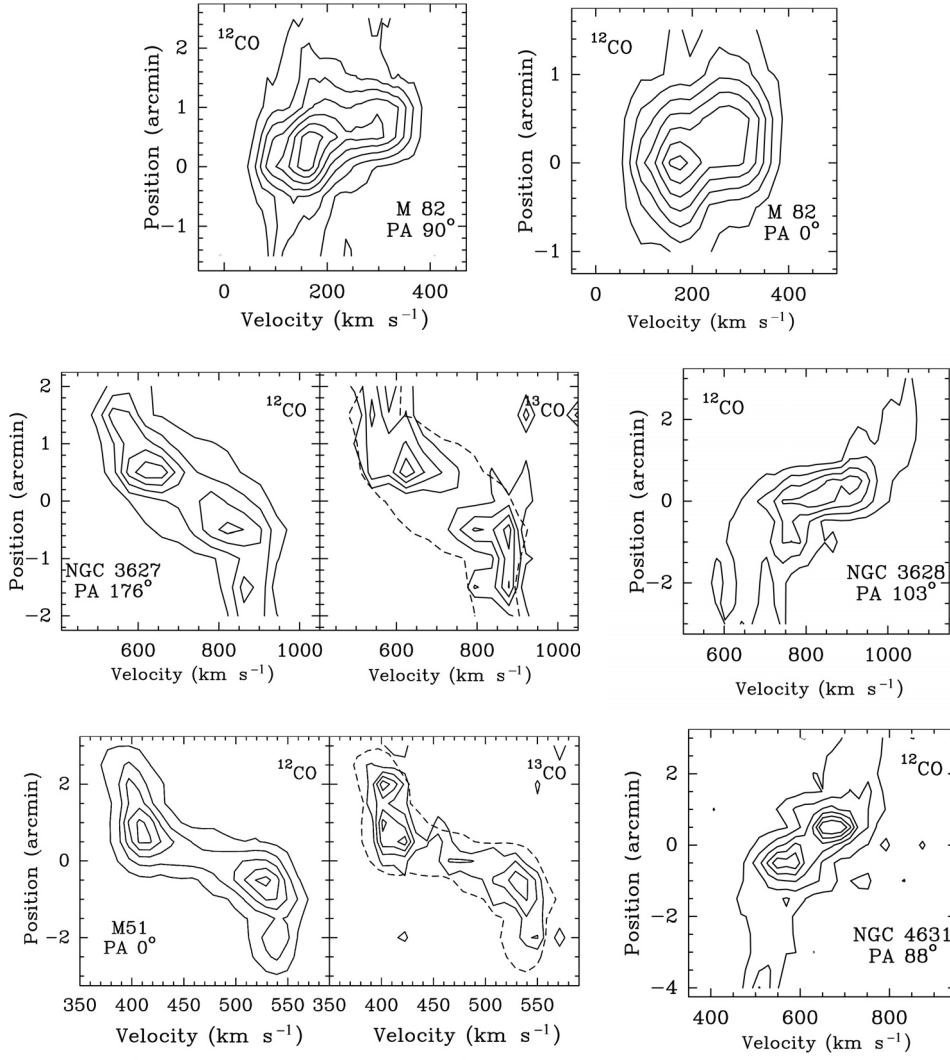 ¹²CO
M 82
PA 90°
Position (arcmin)
2
1
0
−1
0 200 400
Velocity (km s⁻¹)
¹²CO
M 82
PA 0°
Position (arcmin)
1
0
−1
0 200 400
Velocity (km s⁻¹)
¹²CO
NGC 3627
PA 176°
Position (arcmin)
2
1
0
−1
−2
600 800 1000
Velocity (km s⁻¹)
¹³CO
600 800 1000
Velocity (km s⁻¹)
¹²CO
NGC 3628
PA 103°
Position (arcmin)
2
0
−2
600 800 1000
Velocity (km s⁻¹)
¹²CO
M51
PA 0°
Position (arcmin)
2
0
−2
350 400 450 500 550
Velocity (km s⁻¹)
¹³CO
350 400 450 500 550
Velocity (km s⁻¹)
¹²CO
NGC 4631
PA 88°
Position (arcmin)
2
0
−2
−4
400 600 800
Velocity (km s⁻¹)